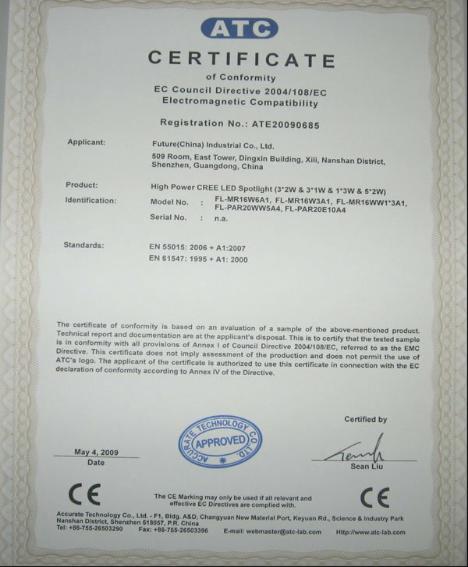 ATC
CERTIFICATE
of Conformity
EC Council Directive 2004/108/EC
Electromagnetic Compatibility
Registration No.: ATE20090685
Applicant: Future(China) Industrial Co., Ltd.
509 Room, East Tower, Dingxin Building, Xili, Nanshan District,
Shenzhen, Guangdong, China
Product: High Power CREE LED Spotlight (3*2W & 3*1W & 1*3W & 5*2W)
Identification: Model No. : FL-MR16W6A1, FL-MR16W3A1, FL-MR16WW1*3A1,
FL-PAR20WW5A4, FL-PAR20E10A4
Serial No. : n.a.
Standards: EN 55015: 2006 + A1:2007
EN 61547: 1995 + A1: 2000
The certificate of conformity is based on an evaluation of a sample of the above-mentioned product.
Technical report and documentation are at the applicant's disposal. This is to certify that the tested sample
is in conformity with all provisions of Annex I of Council Directive 2004/108/EC, referred to as the EMC
Directive. This certificate does not imply assessment of the production and does not permit the use of
ATC's logo. The applicant of the certificate is authorized to use this certificate in connection with the EC
declaration of conformity according to Annex IV of the Directive.
Certified by
ACCURATE TECHNOLOGY CO. LTD.
APPROVED
May 4, 2009
Date
Sean Liu
CE
The CE Marking may only be used if all relevant and
effective EC Directives are complied with.
CE
Accurate Technology Co., Ltd. - F1, Bldg. A&D, Changyuan New Material Port, Keyuan Rd., Science & Industry Park
Nanshan District, Shenzhen 518057, P.R. China
Tel: +86-755-26503290 Fax: +86-755-26503396 E-mail: webmaster@atc-lab.com Http://www.atc-lab.com